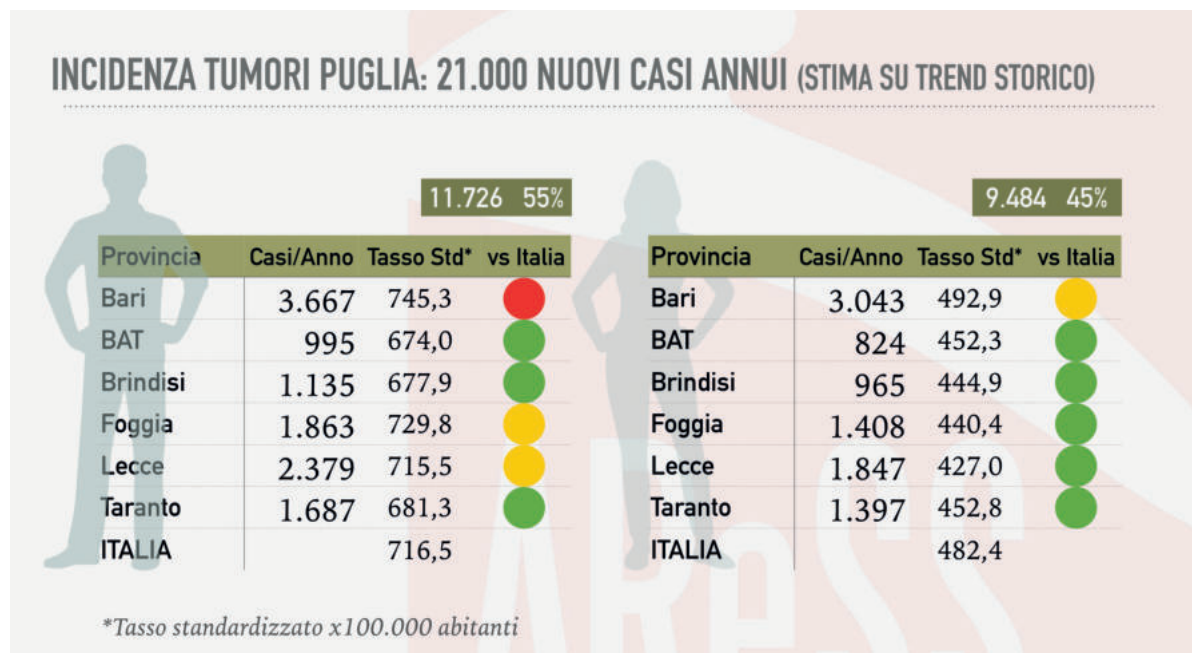 INCIDENZA TUMORI PUGLIA: 21.000 NUOVI CASI ANNUI (STIMA SU TREND STORICO)
11.726 55%
Provincia Casi/Anno Tasso Std* vs Italia
Bari 3.667 745,3
BAT 995 674,0
Brindisi 1.135 677,9
Foggia 1.863 729,8
Lecce 2.379 715,5
Taranto 1.687 681,3
ITALIA 716,5
9.484 45%
Provincia Casi/Anno Tasso Std* vs Italia
Bari 3.043 492,9
BAT 824 452,3
Brindisi 965 444,9
Foggia 1.408 440,4
Lecce 1.847 427,0
Taranto 1.397 452,8
ITALIA 482,4
*Tasso standardizzato x100.000 abitanti
AReSS